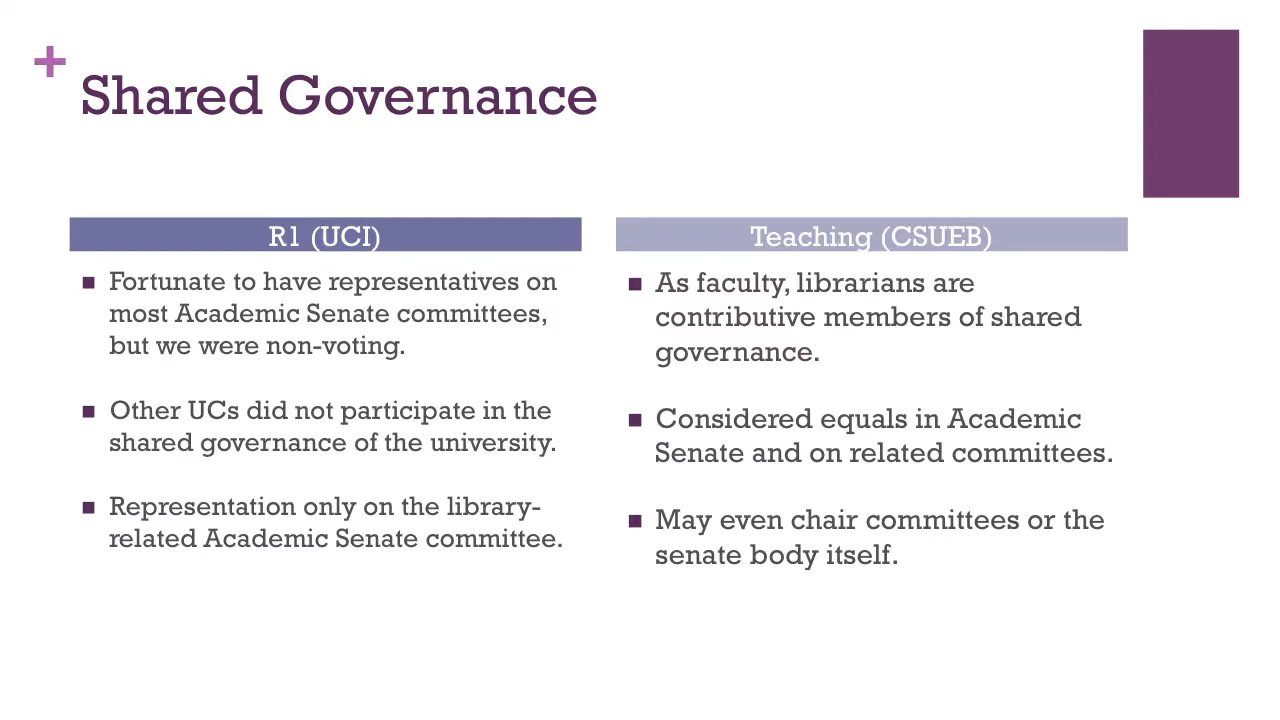 +
Shared Governance
R1 (UCI)
■ Fortunate to have representatives on
most Academic Senate committees,
but we were non-voting.
■ Other UCs did not participate in the
shared governance of the university.
■ Representation only on the library-
related Academic Senate committee.
Teaching (CSUEB)
■ As faculty, librarians are
contributive members of shared
governance.
■ Considered equals in Academic
Senate and on related committees.
■ May even chair committees or the
senate body itself.